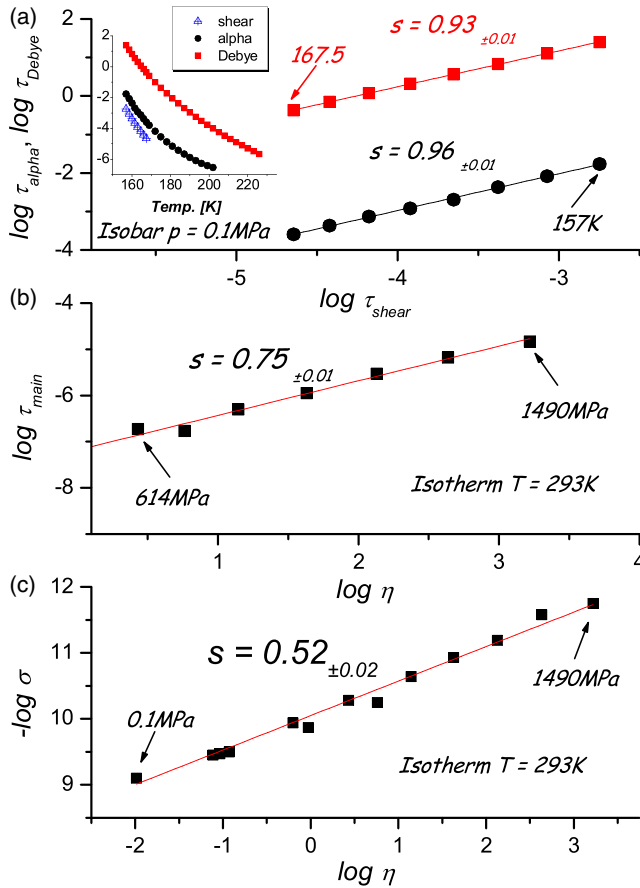 (a)
log τalpha, log τDebye
2
0
-2
-4
2
0
-2
-4
-6
160
180
200
220
Temp. [K]
shear
alpha
Debye
Isobar p = 0.1MPa
167.5
s = 0.93 ±0.01
s = 0.96 ±0.01
157K
-5
-4
-3
log τshear
(b)
log τmain
-4
-6
-8
s = 0.75 ±0.01
614MPa
1490MPa
Isotherm T = 293K
1
2
3
4
log η
(c)
-log σ
12
11
10
9
s = 0.52 ±0.02
0.1MPa
1490MPa
Isotherm T = 293K
-2
-1
0
1
2
3
log η